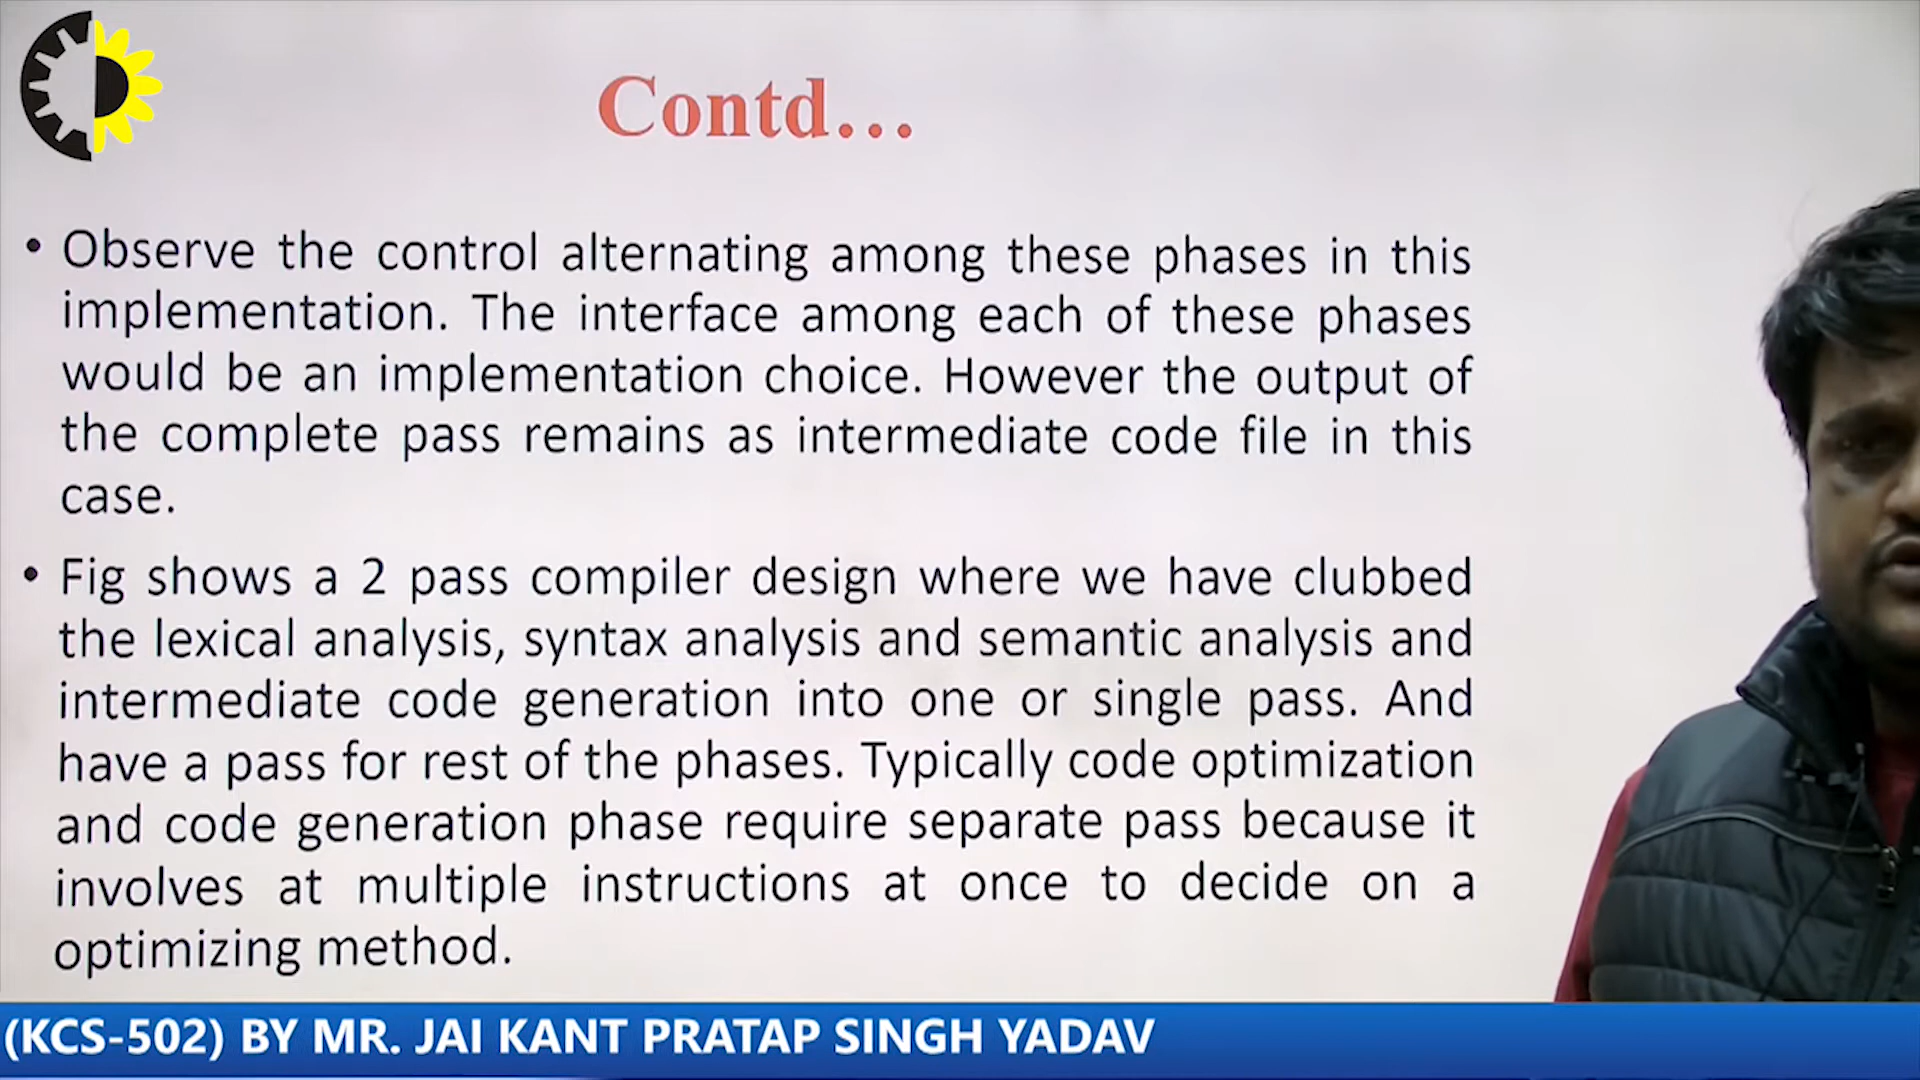 Contd...
• Observe the control alternating among these phases in this
implementation. The interface among each of these phases
would be an implementation choice. However the output of
the complete pass remains as intermediate code file in this
case.
• Fig shows a 2 pass compiler design where we have clubbed
the lexical analysis, syntax analysis and semantic analysis and
intermediate code generation into one or single pass. And
have a pass for rest of the phases. Typically code optimization
and code generation phase require separate pass because it
involves at multiple instructions at once to decide on a
optimizing method.
(KCS-502) BY MR. JAI KANT PRATAP SINGH YADAV